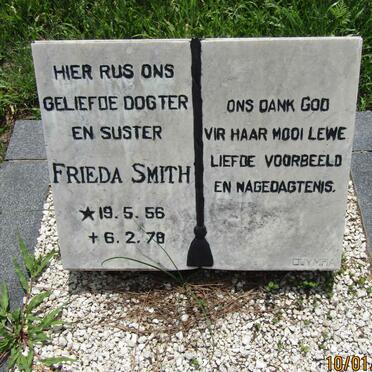 HIER RUS ONS
GELIEFDE DOGTER
EN SUSTER
FRIEDA SMITH
★ 19.5.56
+ 6.2.78
ONS DANK GOD
VIR HAAR MOOI LEWE
LIEFDE VOORBEELD
EN NAGEDAGTENIS.
OLYMPIA
10/01